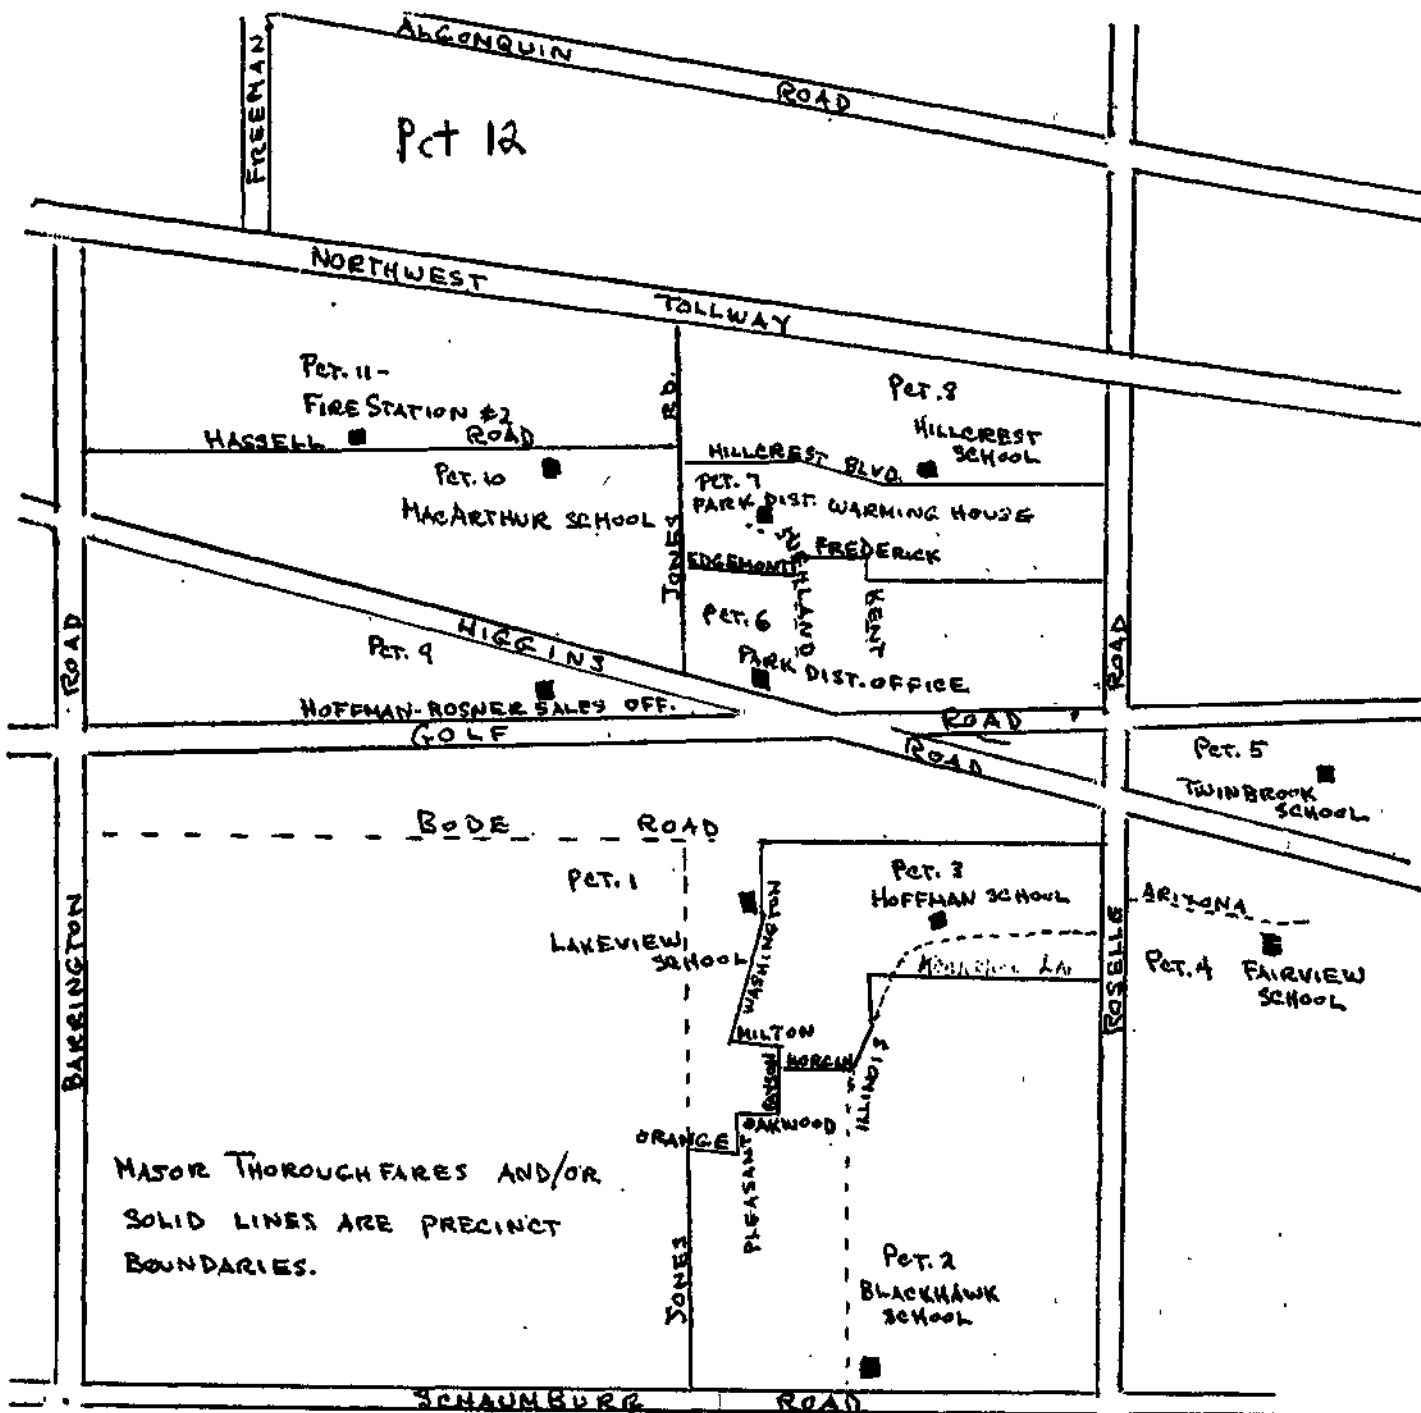 ALGONQUIN ROAD
FREEMAN
Pct 12
NORTHWEST TOLLWAY
Pct. 11-
FIRE STATION #2
HASSELL ROAD
Pct. 10
MACARTHUR SCHOOL
JONES RD.
Pct. 8
HILLCREST
SCHOOL
HILLCREST BLVD.
Pct. 7
PARK DIST. WARMING HOUSE
FREDERICK
EDGEMONT
KENT
Pct. 6
PARK DIST. OFFICE
HIGGINS ROAD
Pct. 9
HOFFMAN-ROSNER SALES OFF.
GOLF ROAD
ROAD
ROAD
Pct. 5
TWINBROOK
SCHOOL
BODE ROAD
Pct. 1
LAKEVIEW
SCHOOL
WASHINGTON
Pct. 3
HOFFMAN SCHOOL
ARIZONA
Pct. 4 FAIRVIEW
SCHOOL
LN
BARRINGTON
ROSELLE
MILTON
PAYSON
ILLINOIS
OAKWOOD
ORANGE
PLEASANT
MAJOR THOROUGHFARES AND/OR
SOLID LINES ARE PRECINCT
BOUNDARIES.
JONES
Pct. 2
BLACKHAWK
SCHOOL
SCHAUMBURG ROAD